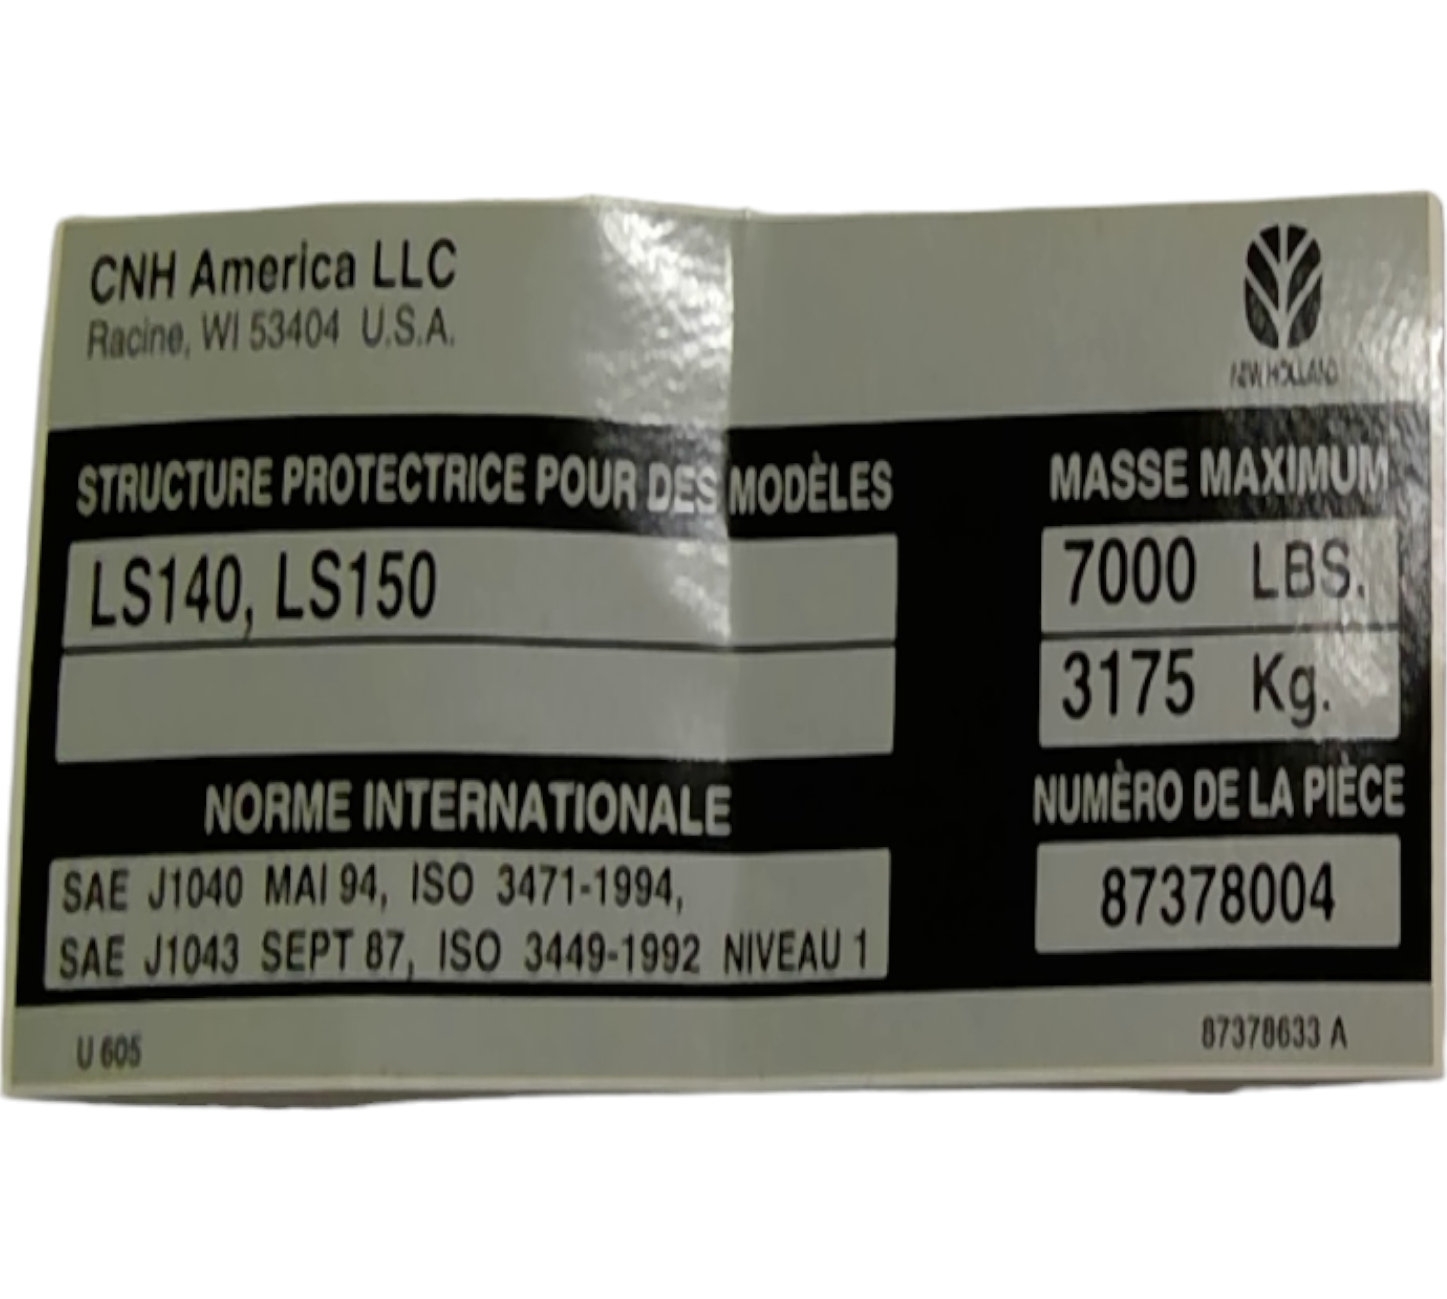 CNH America LLC
Racine, WI 53404 U.S.A.
NEW HOLLAND
STRUCTURE PROTECTRICE POUR DES MODÈLES
LS140, LS150
MASSE MAXIMUM
7000 LBS.
3175 Kg.
NORME INTERNATIONALE
SAE J1040 MAI 94, ISO 3471-1994,
SAE J1043 SEPT 87, ISO 3449-1992 NIVEAU 1
NUMÈRO DE LA PIÈCE
87378004
U 605
87378633 A